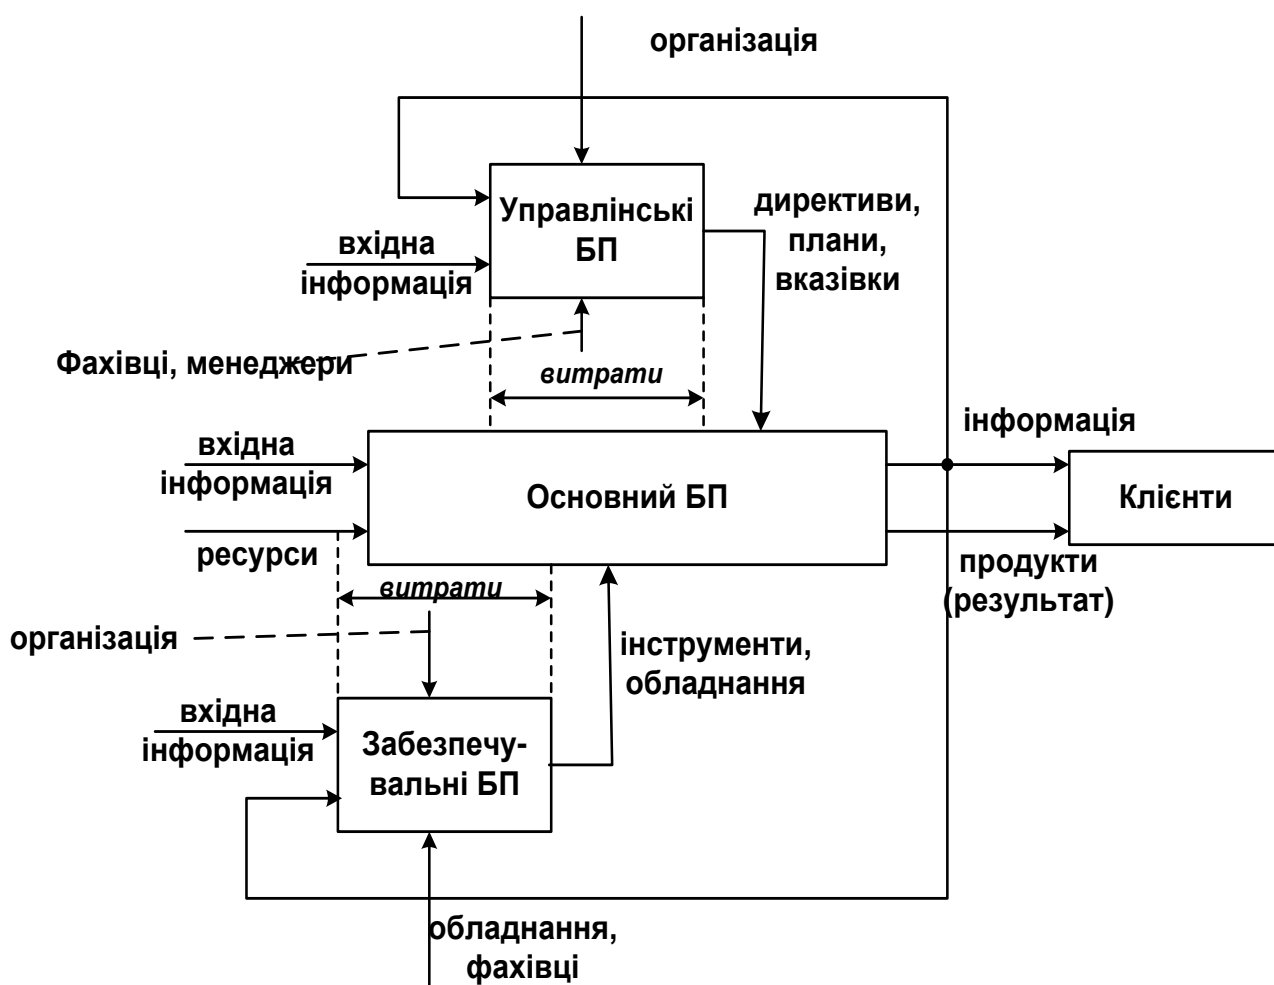 організація
Управлінські
БП
директиви,
плани,
вказівки
вхідна
інформація
Фахівці, менеджери
витрати
вхідна
інформація
ресурси
Основний БП
інформація
Клієнти
продукти
(результат)
витрати
організація
інструменти,
обладнання
вхідна
інформація
Забезпечу-
вальні БП
обладнання,
фахівці